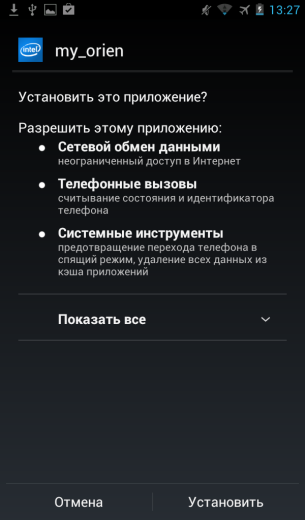 13:27
intel
my_orien
Установить это приложение?
Разрешить этому приложению:
● Сетевой обмен данными
неограниченный доступ в Интернет
● Телефонные вызовы
считывание состояния и идентификатора
телефона
● Системные инструменты
предотвращение перехода телефона в
спящий режим, удаление всех данных из
кэша приложений
Показать все
Отмена
Установить